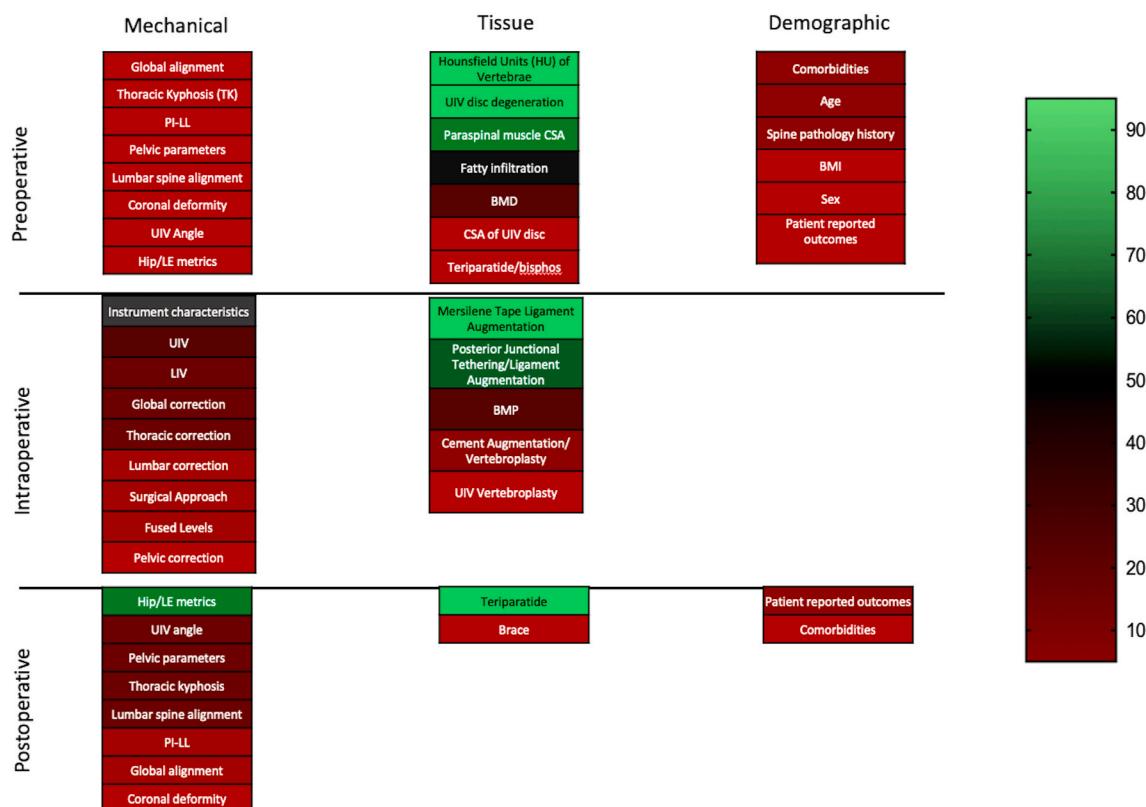 Mechanical
Tissue
Demographic
Preoperative
Global alignment
Thoracic Kyphosis (TK)
PI-LL
Pelvic parameters
Lumbar spine alignment
Coronal deformity
UIV Angle
Hip/LE metrics
Hounsfield Units (HU) of
Vertebrae
UIV disc degeneration
Paraspinal muscle CSA
Fatty infiltration
BMD
CSA of UIV disc
Teriparatide/bisphos
Comorbidities
Age
Spine pathology history
BMI
Sex
Patient reported
outcomes
Intraoperative
Instrument characteristics
UIV
LIV
Global correction
Thoracic correction
Lumbar correction
Surgical Approach
Fused Levels
Pelvic correction
Mersilene Tape Ligament
Augmentation
Posterior Junctional
Tethering/Ligament
Augmentation
BMP
Cement Augmentation/
Vertebroplasty
UIV Vertebroplasty
Postoperative
Hip/LE metrics
UIV angle
Pelvic parameters
Thoracic kyphosis
Lumbar spine alignment
PI-LL
Global alignment
Coronal deformity
Teriparatide
Brace
Patient reported outcomes
Comorbidities
90
80
70
60
50
40
30
20
10